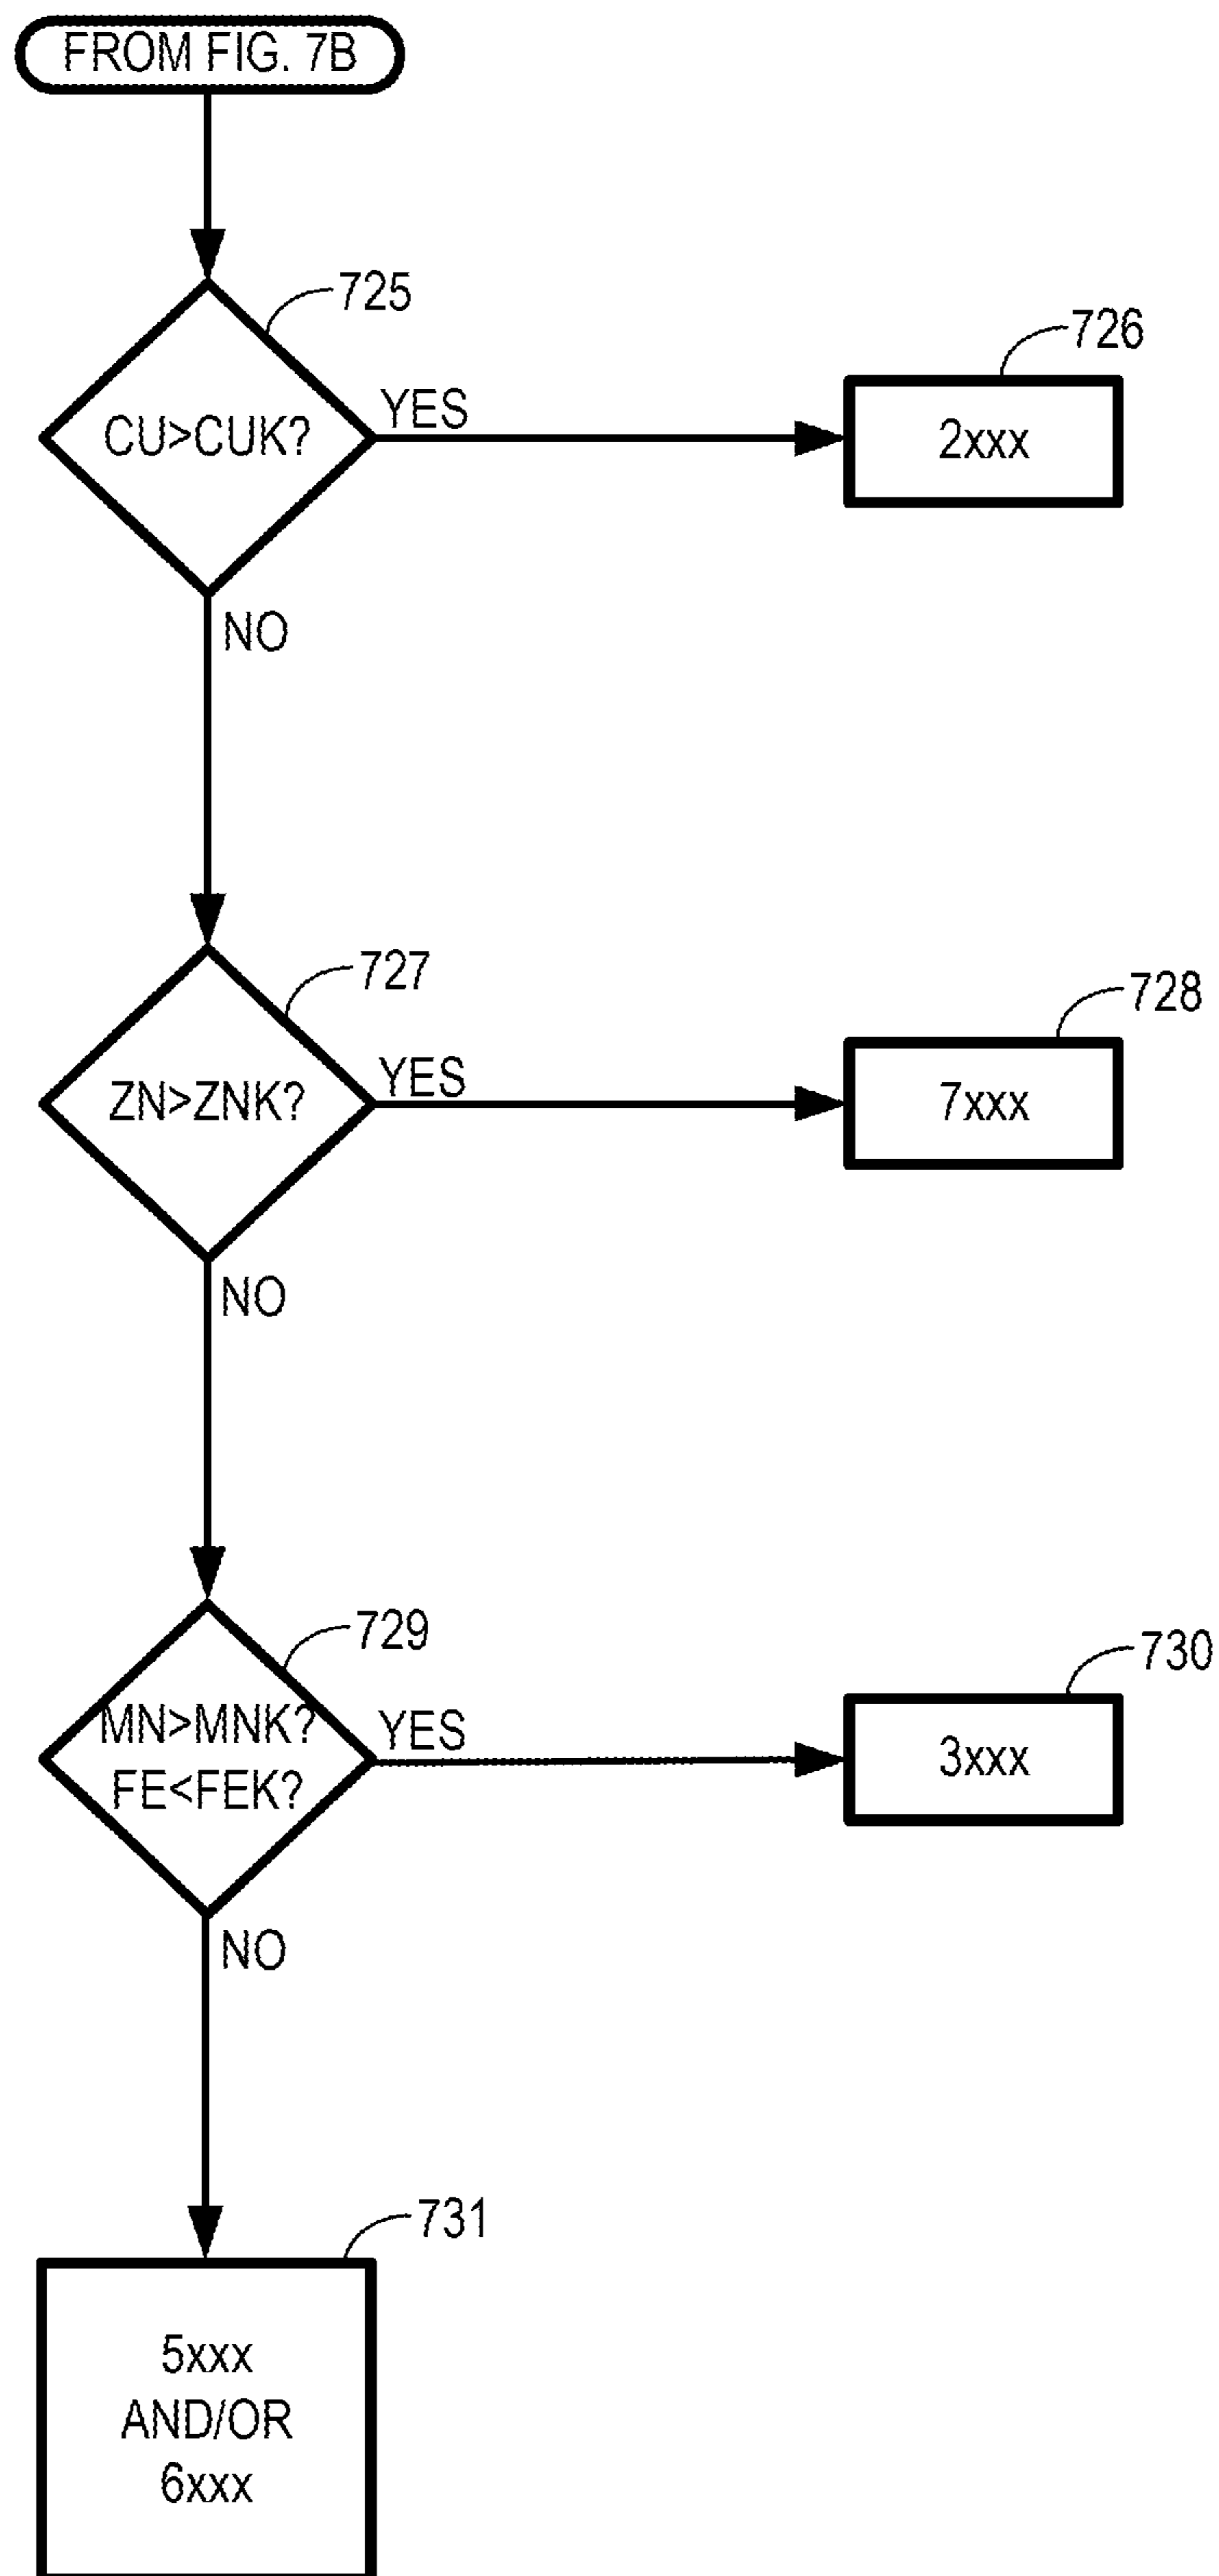 FROM FIG. 7B
725
726
CU>CUK?
YES
2xxx
NO
727
728
ZN>ZNK?
YES
7xxx
NO
729
730
MN>MNK?
FE<FEK?
YES
3xxx
NO
731
5xxx
AND/OR
6xxx